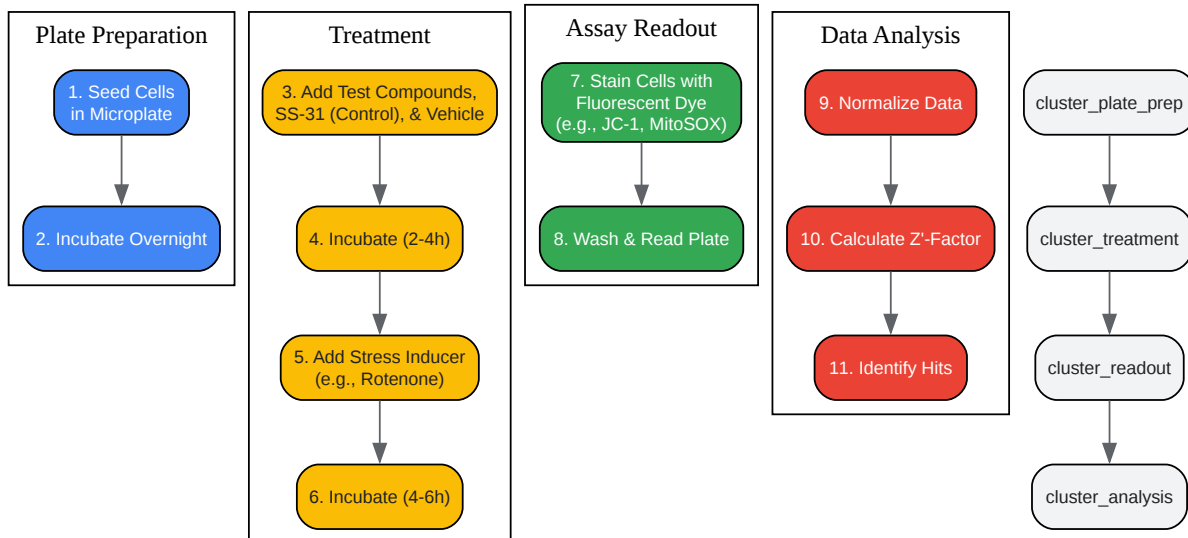 Plate Preparation
1. Seed Cells
in Microplate
2. Incubate Overnight
Treatment
3. Add Test Compounds,
SS-31 (Control), & Vehicle
4. Incubate (2-4h)
5. Add Stress Inducer
(e.g., Rotenone)
6. Incubate (4-6h)
Assay Readout
7. Stain Cells with
Fluorescent Dye
(e.g., JC-1, MitoSOX)
8. Wash & Read Plate
Data Analysis
9. Normalize Data
10. Calculate Z'-Factor
11. Identify Hits
cluster_plate_prep
cluster_treatment
cluster_readout
cluster_analysis